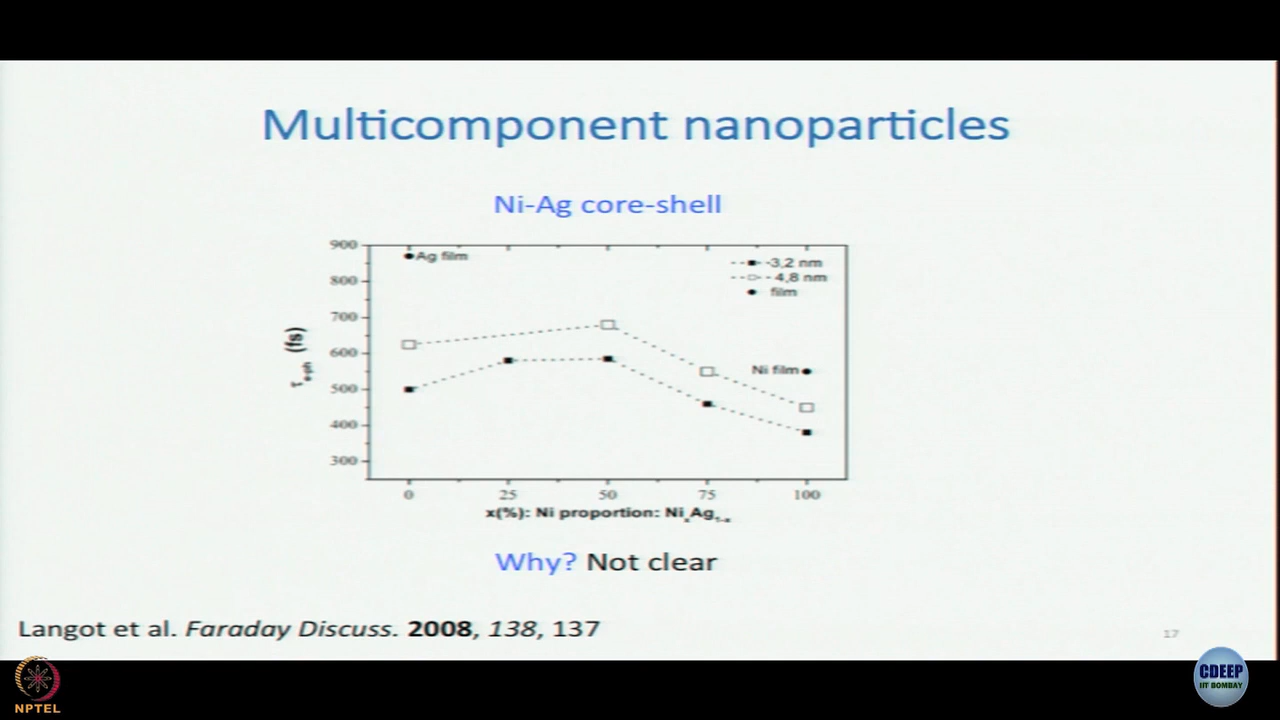 Multicomponent nanoparticles
Ni-Ag core-shell
900
800
700
600
500
400
300
τe-ph (fs)
Ag film
3,2 nm
4,8 nm
film
Ni film
0 25 50 75 100
x(%): Ni proportion: NixAg1-x
Why? Not clear
Langot et al. Faraday Discuss. 2008, 138, 137
17
NPTEL
CDEEP
IIT BOMBAY